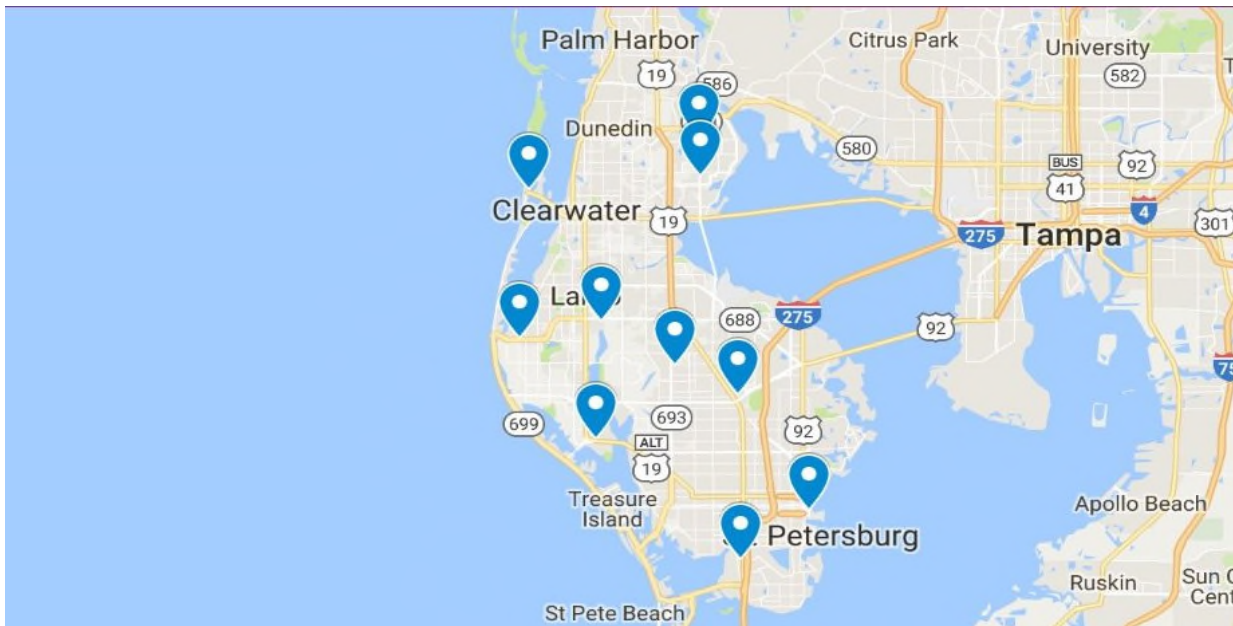 Palm Harbor
Citrus Park
University
19
586
582
Dunedin
580
BUS
92
41
4
Clearwater
19
275
Tampa
301
688
275
92
75
699
693
ALT
19
92
Treasure
Island
Apollo Beach
Petersburg
Ruskin
St Pete Beach